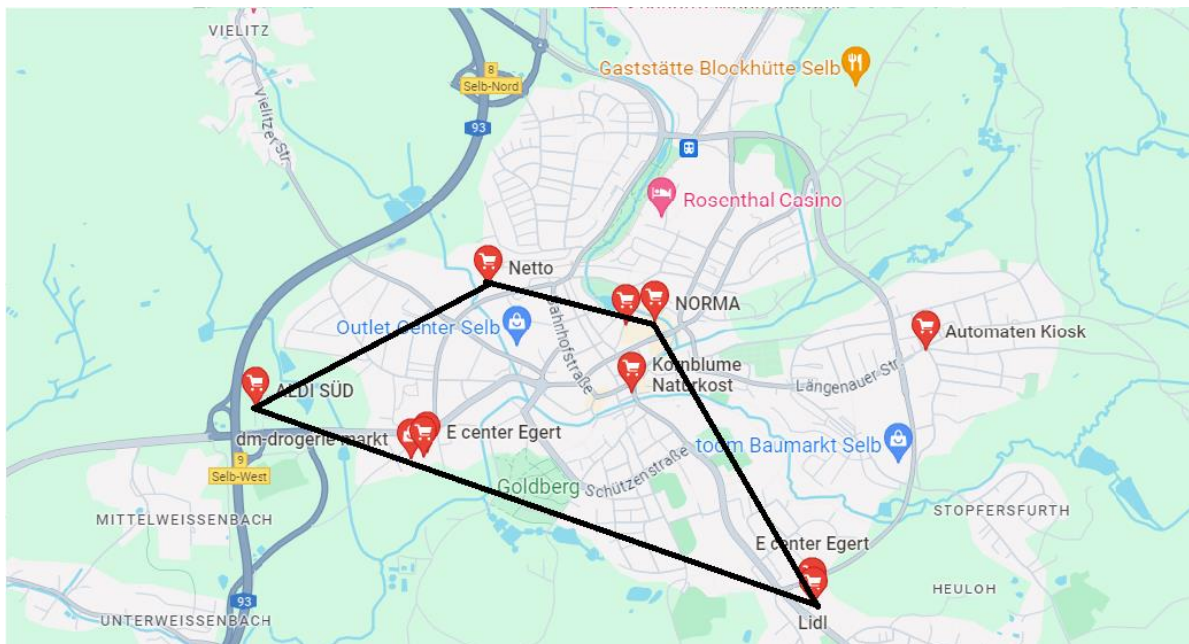 VIELITZ
8
Selb-Nord
Gaststätte Blockhütte Selb
93
Vielitzer Str.
Rosenthal Casino
Netto
NORMA
Outlet Center Selb
Bahnhofstraße
Automaten Kiosk
Kornblume
Naturkost
Längenauer Str.
ALDI SÜD
dm-drogerie markt
E center Egert
toom Baumarkt Selb
9
Selb-West
Goldberg
Schützenstraße
MITTELWEISSENBACH
STOPFERSFURTH
E center Egert
HEULOH
93
UNTERWEISSENBACH
Lidl